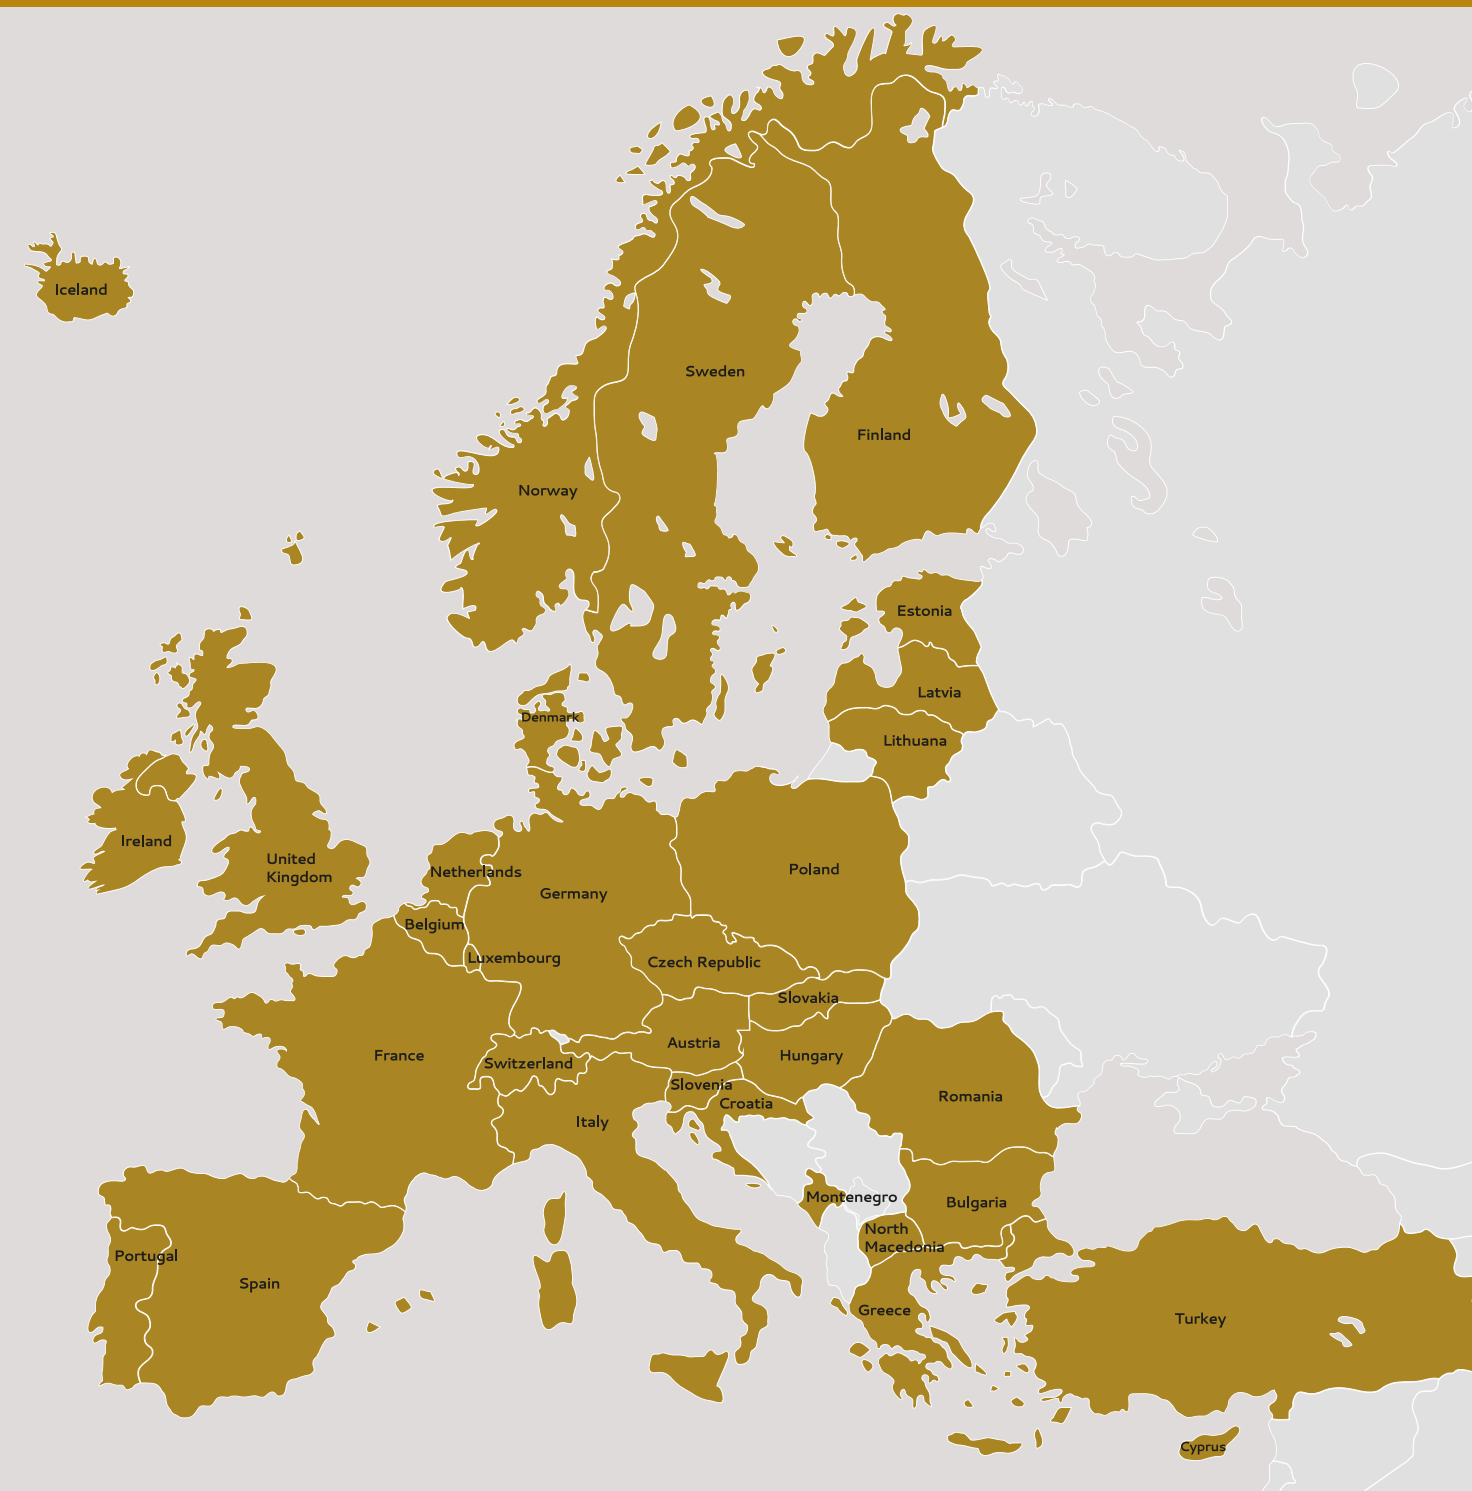 Iceland
Sweden
Finland
Norway
Estonia
Latvia
Denmark
Lithuana
Ireland
United
Kingdom
Netherlands
Poland
Germany
Belgium
Luxembourg
Czech Republic
Slovakia
Austria
France
Hungary
Switzerland
Slovenia
Romania
Croatia
Italy
Montenegro
Bulgaria
North
Macedonia
Portugal
Spain
Greece
Turkey
Cyprus